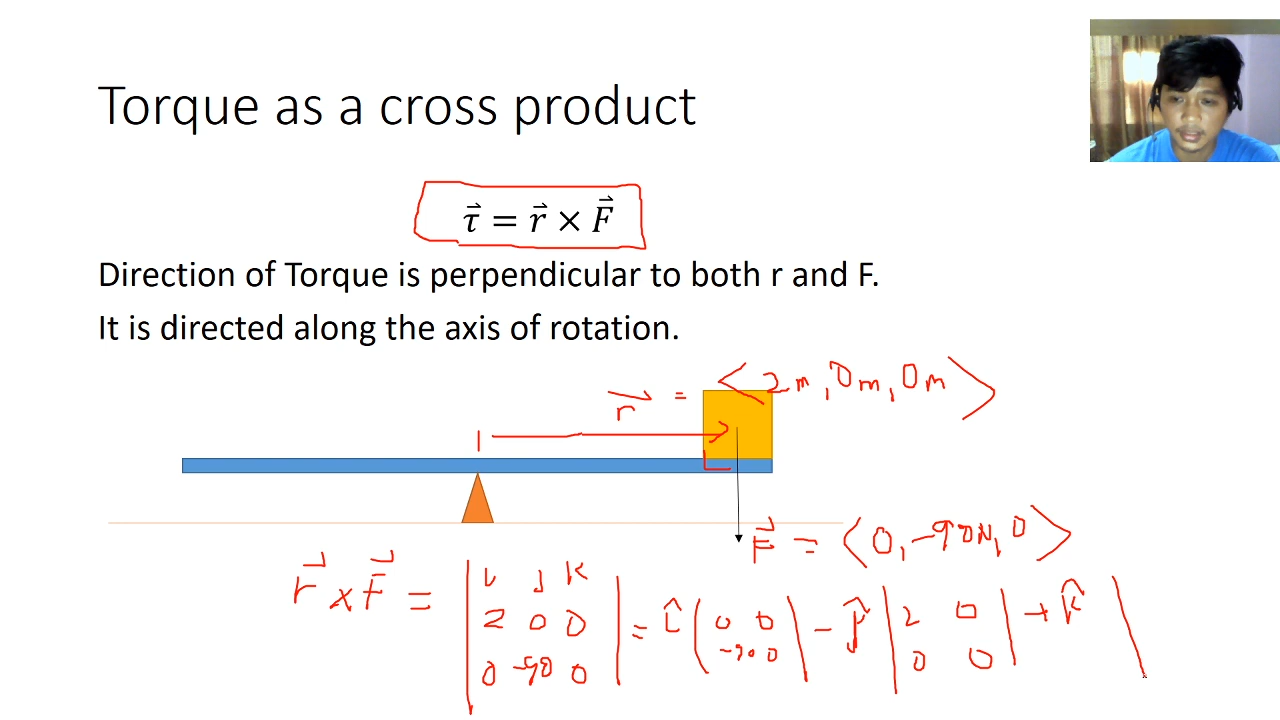 Torque as a cross product
τ⃗ = r⃗ × F⃗
Direction of Torque is perpendicular to both r and F.
It is directed along the axis of rotation.
r⃗ = <2m, 0m, 0m>
F⃗ = <0, -90N, 0>
r⃗ x F⃗ = | i j k | = î | 0 0 | - ĵ | 2 0 | + k̂ |
2 0 0 -90 0 0 0
0 -90 0